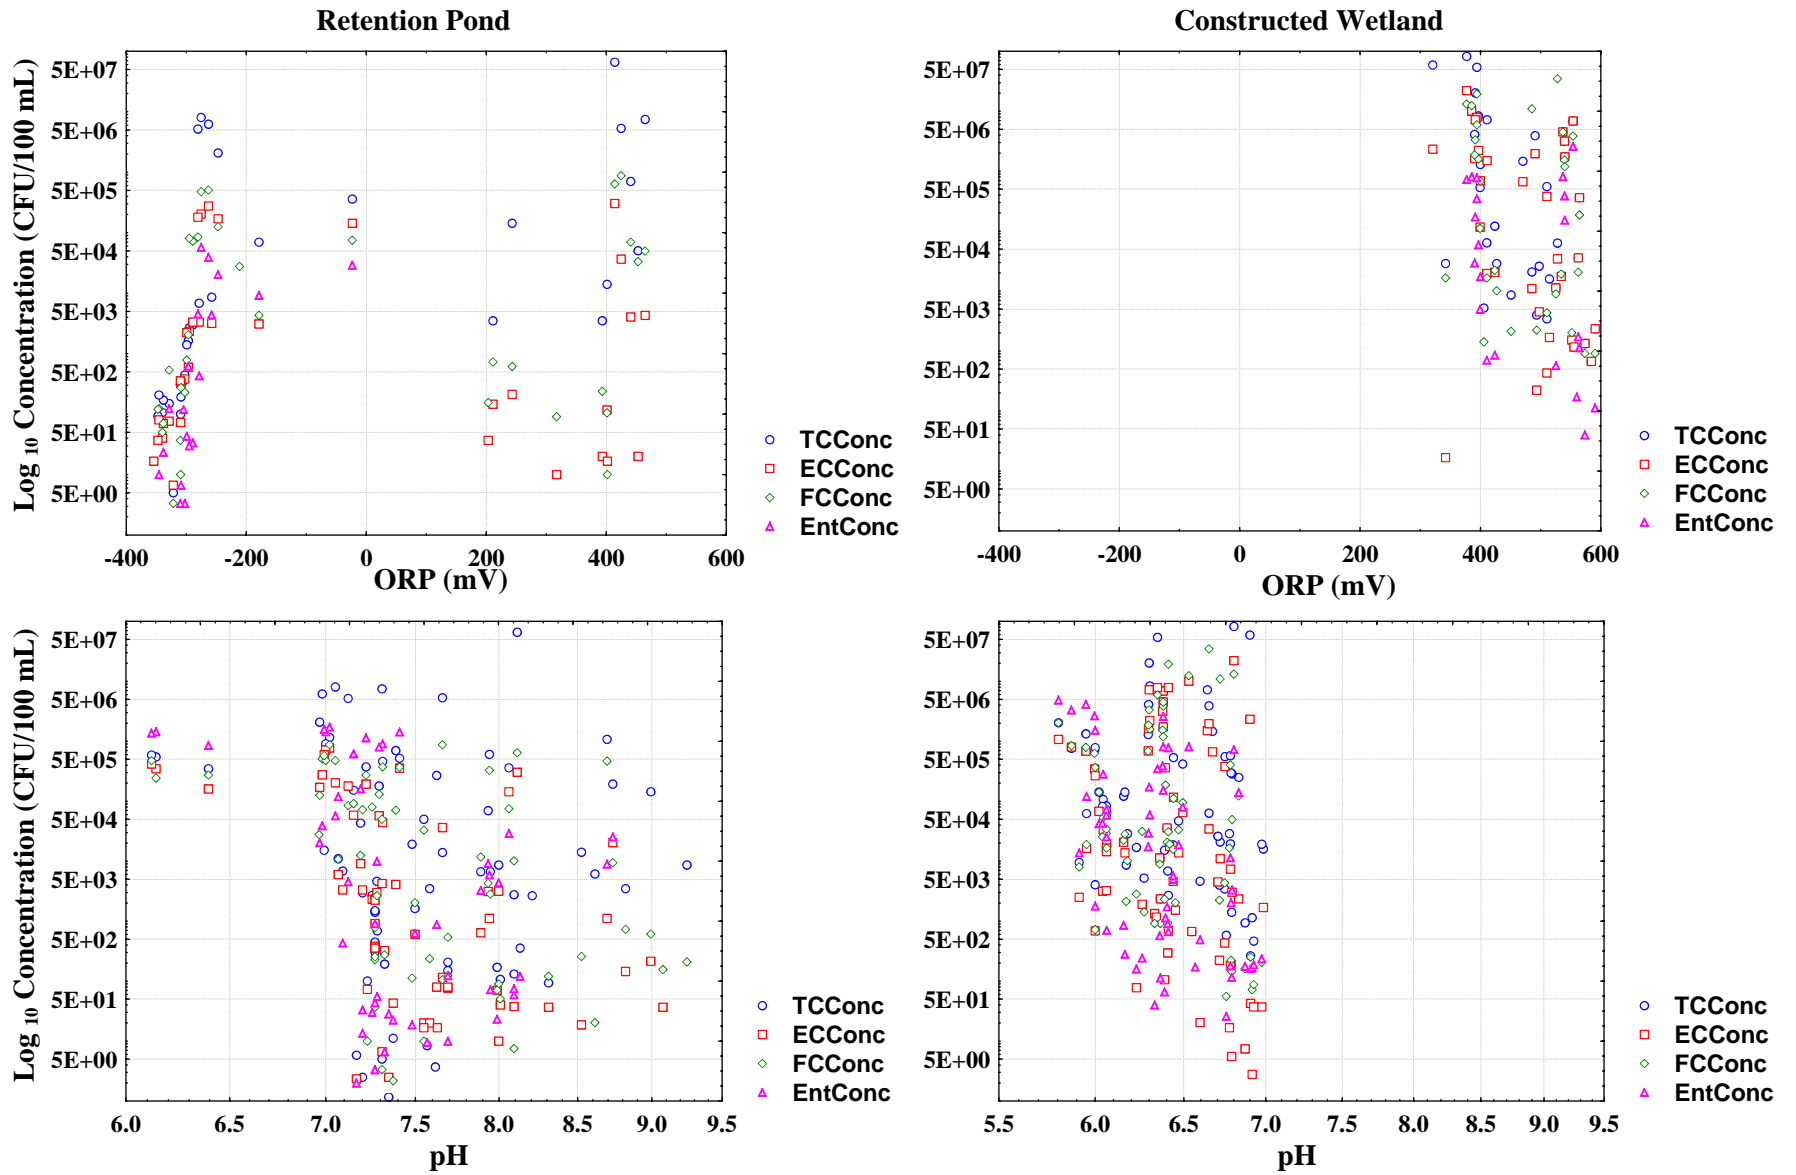 Retention Pond
Constructed Wetland
Log 10 Concentration (CFU/100 mL)
5E+07
5E+06
5E+05
5E+04
5E+03
5E+02
5E+01
5E+00
-400 -200 0 200 400 600
ORP (mV)
TCConc
ECConc
FCConc
EntConc
5E+07
5E+06
5E+05
5E+04
5E+03
5E+02
5E+01
5E+00
-400 -200 0 200 400 600
ORP (mV)
TCConc
ECConc
FCConc
EntConc
Log 10 Concentration (CFU/100 mL)
5E+07
5E+06
5E+05
5E+04
5E+03
5E+02
5E+01
5E+00
6.0 6.5 7.0 7.5 8.0 8.5 9.0 9.5
pH
TCConc
ECConc
FCConc
EntConc
5E+07
5E+06
5E+05
5E+04
5E+03
5E+02
5E+01
5E+00
5.5 6.0 6.5 7.0 7.5 8.0 8.5 9.0 9.5
pH
TCConc
ECConc
FCConc
EntConc